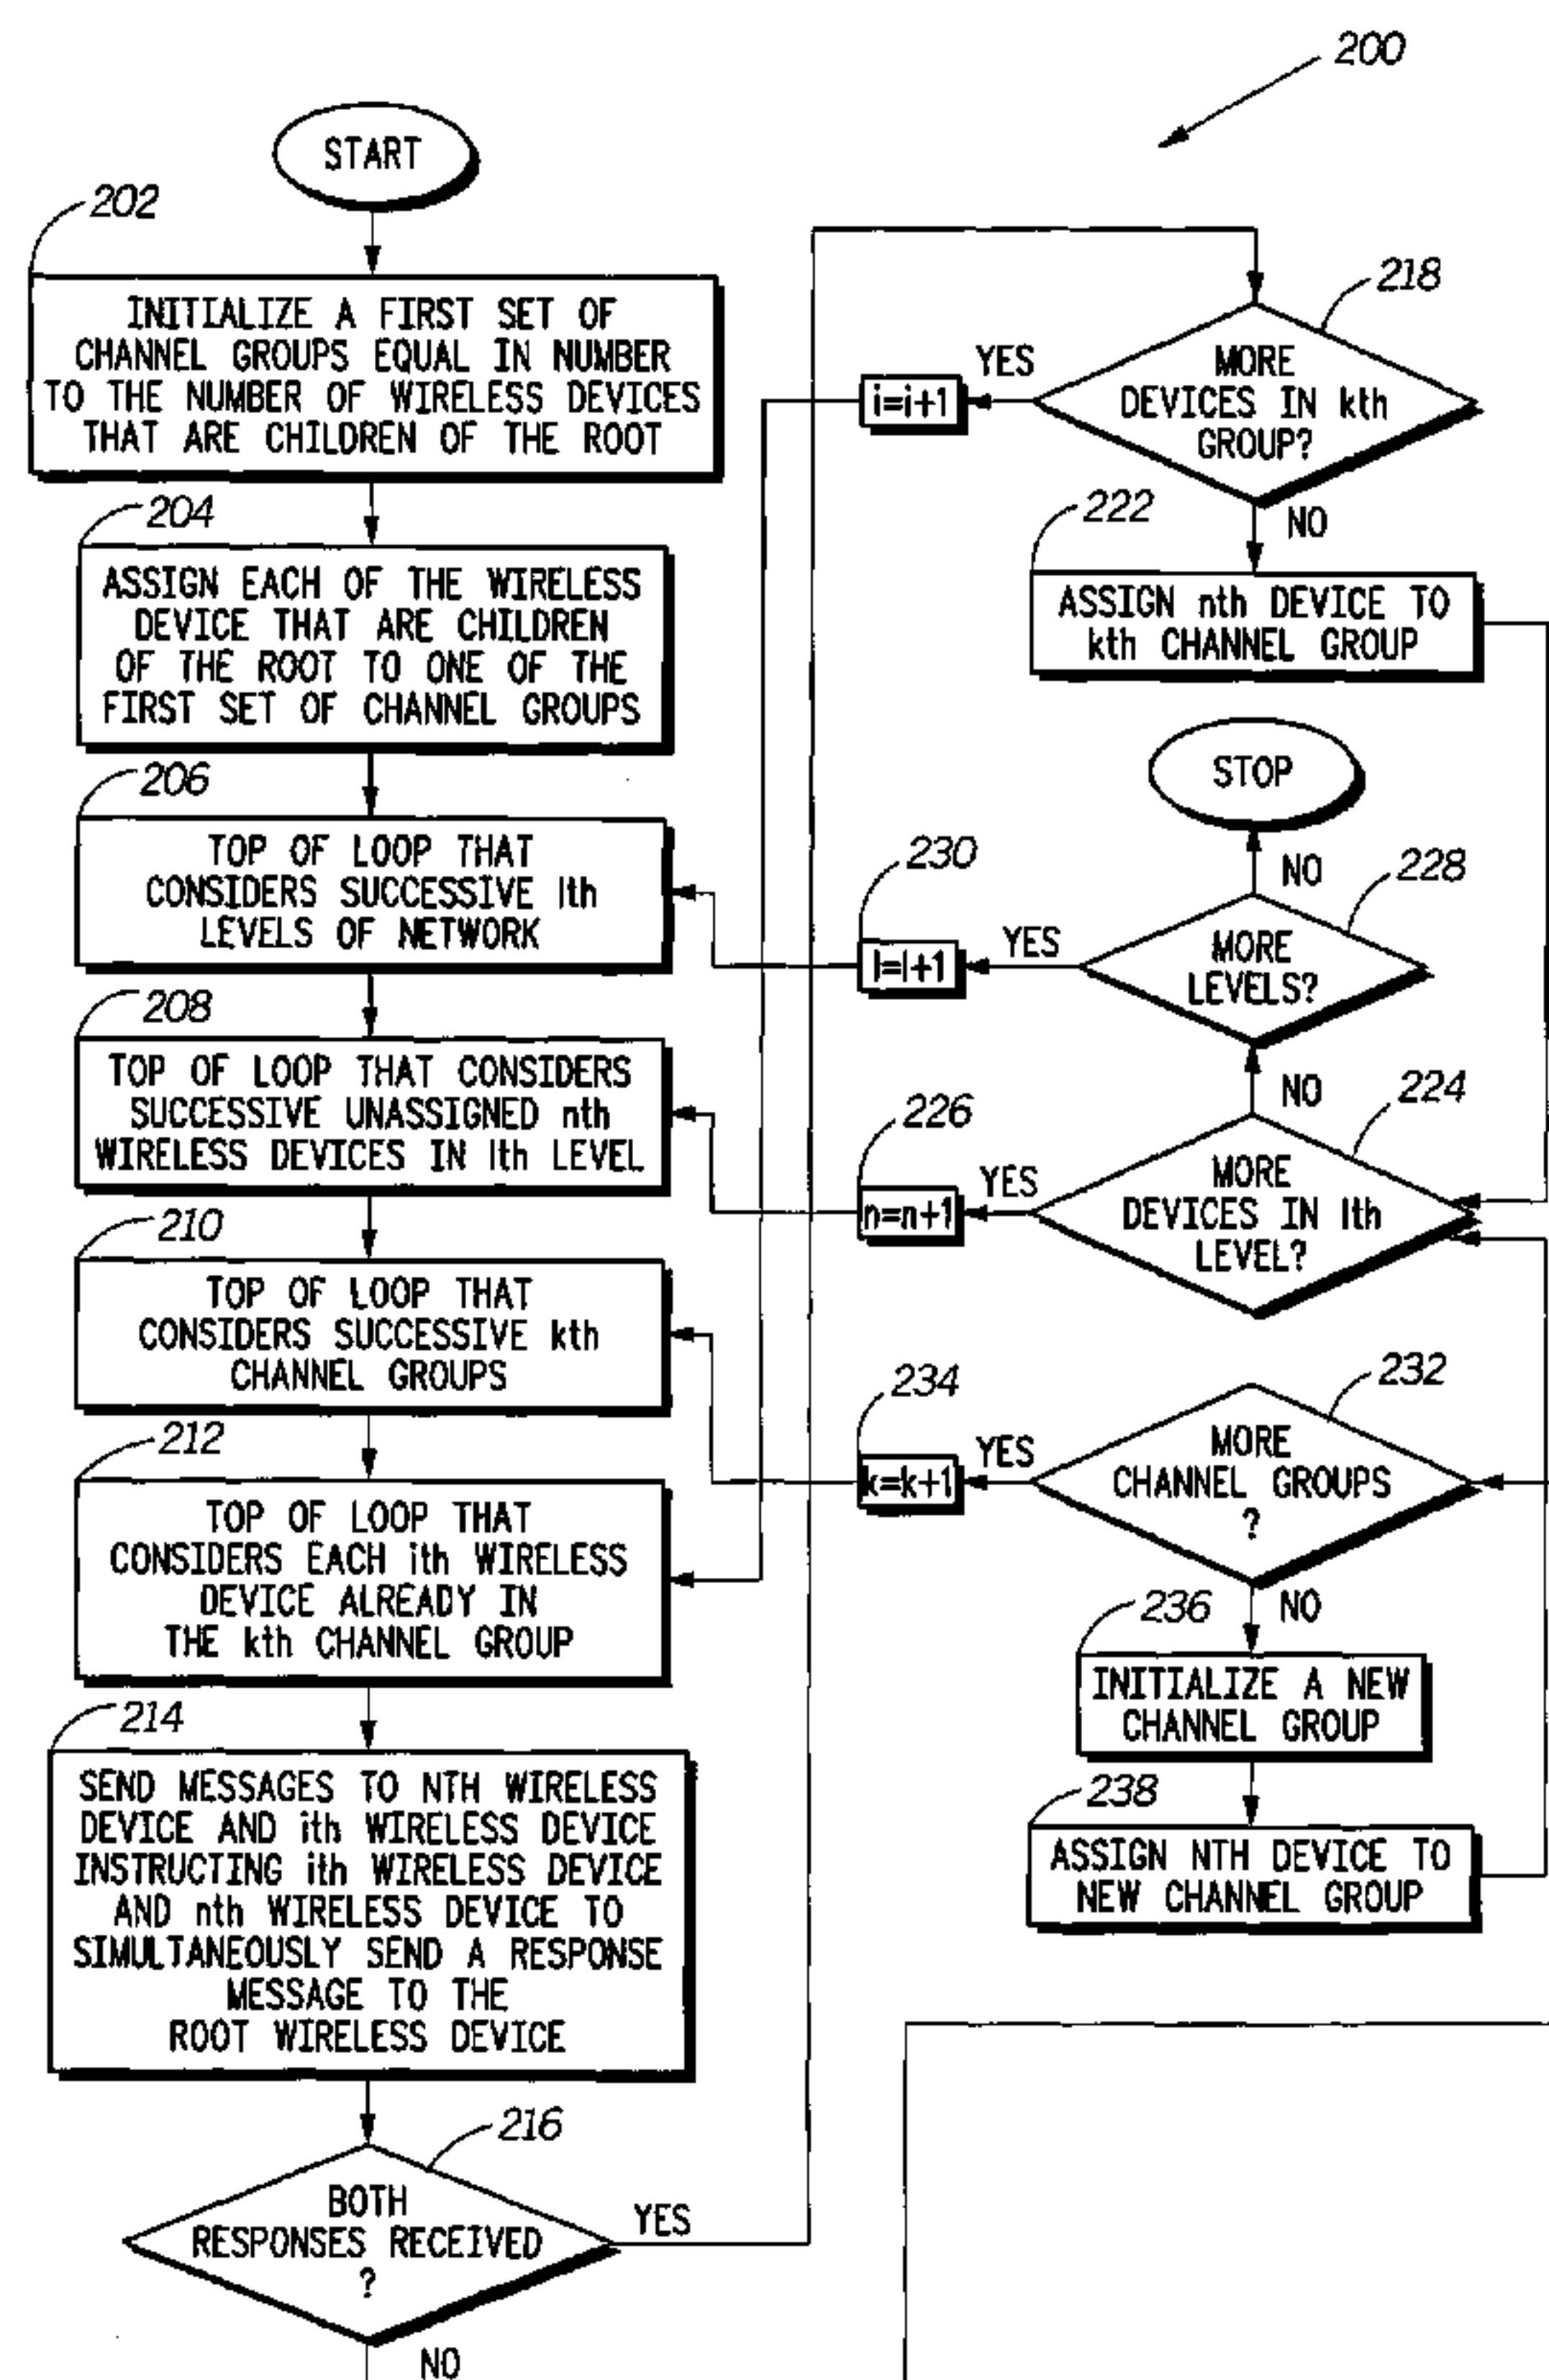 200
START
202
INITIALIZE A FIRST SET OF
CHANNEL GROUPS EQUAL IN NUMBER
TO THE NUMBER OF WIRELESS DEVICES
THAT ARE CHILDREN OF THE ROOT
204
ASSIGN EACH OF THE WIRELESS
DEVICE THAT ARE CHILDREN
OF THE ROOT TO ONE OF THE
FIRST SET OF CHANNEL GROUPS
206
TOP OF LOOP THAT
CONSIDERS SUCCESSIVE lth
LEVELS OF NETWORK
208
TOP OF LOOP THAT CONSIDERS
SUCCESSIVE UNASSIGNED nth
WIRELESS DEVICES IN lth LEVEL
210
TOP OF LOOP THAT
CONSIDERS SUCCESSIVE kth
CHANNEL GROUPS
212
TOP OF LOOP THAT
CONSIDERS EACH ith WIRELESS
DEVICE ALREADY IN
THE kth CHANNEL GROUP
214
SEND MESSAGES TO NTH WIRELESS
DEVICE AND ith WIRELESS DEVICE
INSTRUCTING ith WIRELESS DEVICE
AND nth WIRELESS DEVICE TO
SIMULTANEOUSLY SEND A RESPONSE
MESSAGE TO THE
ROOT WIRELESS DEVICE
216
BOTH
RESPONSES RECEIVED
?
YES
NO
218
MORE
DEVICES IN kth
GROUP?
YES
i=i+1
NO
222
ASSIGN nth DEVICE TO
kth CHANNEL GROUP
STOP
NO
228
MORE
LEVELS?
YES
230
l=l+1
NO
224
MORE
DEVICES IN lth
LEVEL?
YES
226
n=n+1
232
MORE
CHANNEL GROUPS
?
YES
234
k=k+1
NO
236
INITIALIZE A NEW
CHANNEL GROUP
238
ASSIGN NTH DEVICE TO
NEW CHANNEL GROUP